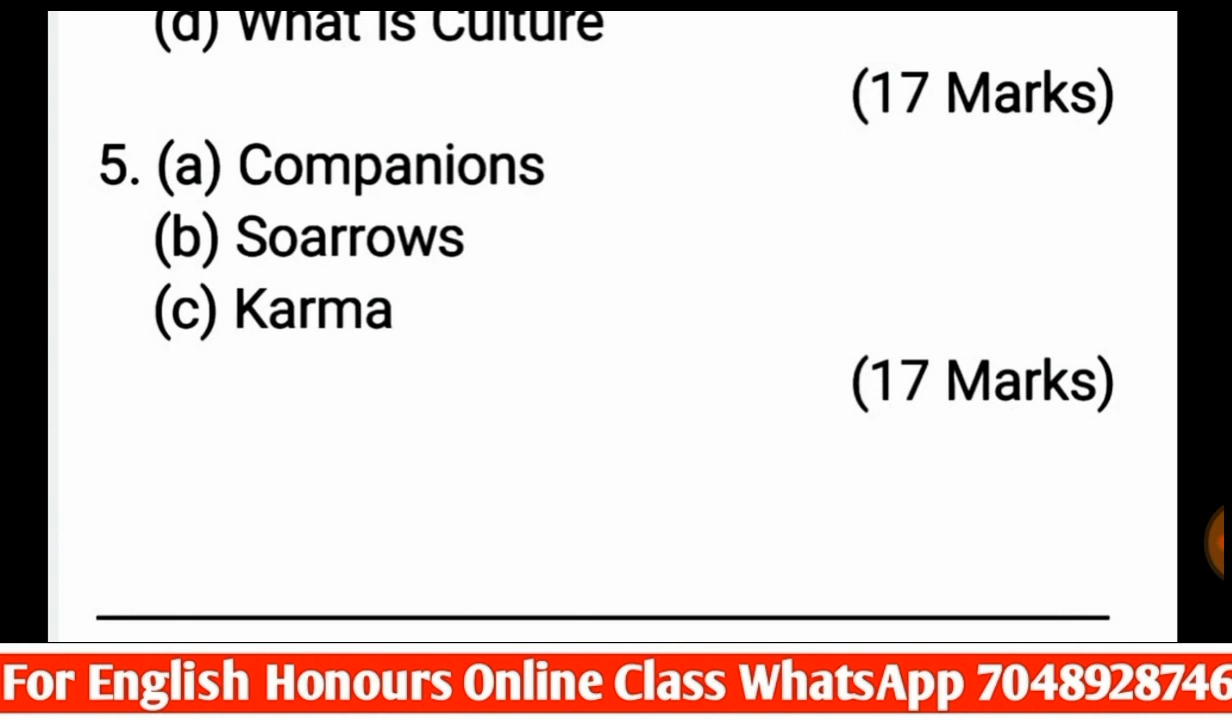 (d) What is Culture
(17 Marks)
5. (a) Companions
(b) Soarrows
(c) Karma
(17 Marks)
For English Honours Online Class WhatsApp 7048928746